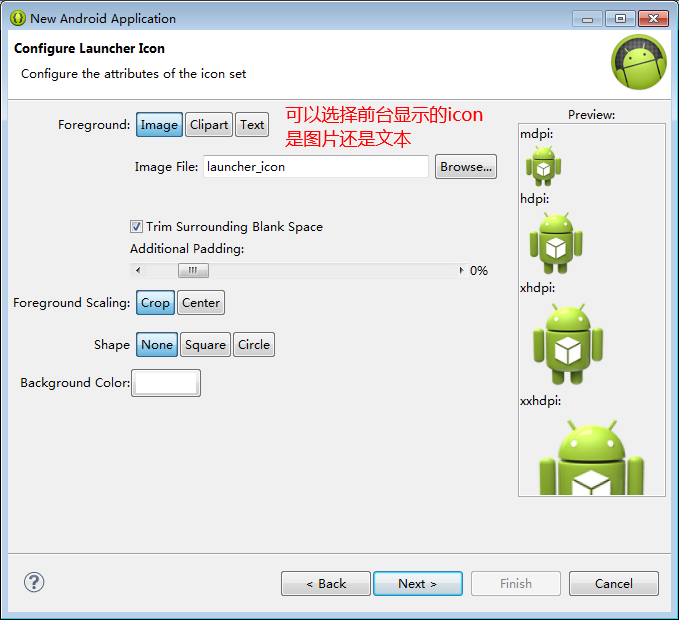 New Android Application
Configure Launcher Icon
Configure the attributes of the icon set
Foreground: Image Clipart Text
可以选择前台显示的icon
是图片还是文本
Image File: launcher_icon Browse...
Trim Surrounding Blank Space
Additional Padding:
0%
Foreground Scaling: Crop Center
Shape None Square Circle
Background Color:
Preview:
mdpi:
hdpi:
xhdpi:
xxhdpi:
? < Back Next > Finish Cancel